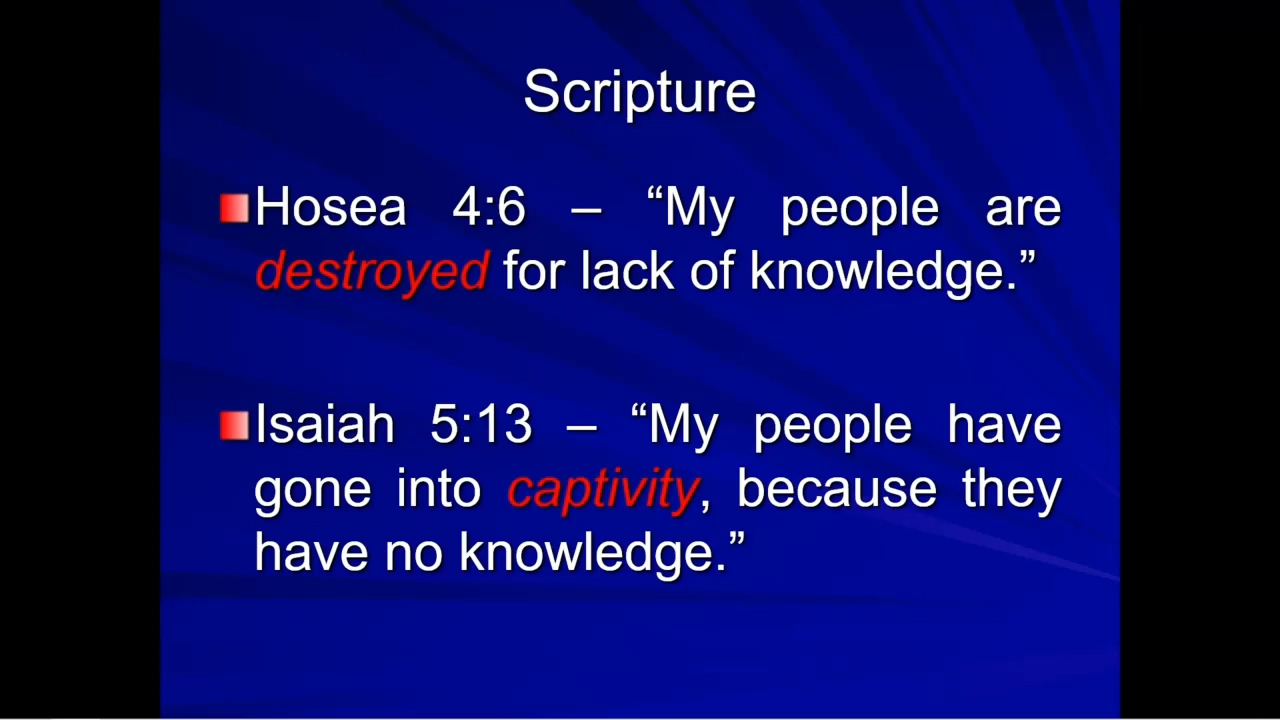 Scripture
Hosea 4:6 – “My people are
destroyed for lack of knowledge.”
Isaiah 5:13 – “My people have
gone into captivity, because they
have no knowledge.”